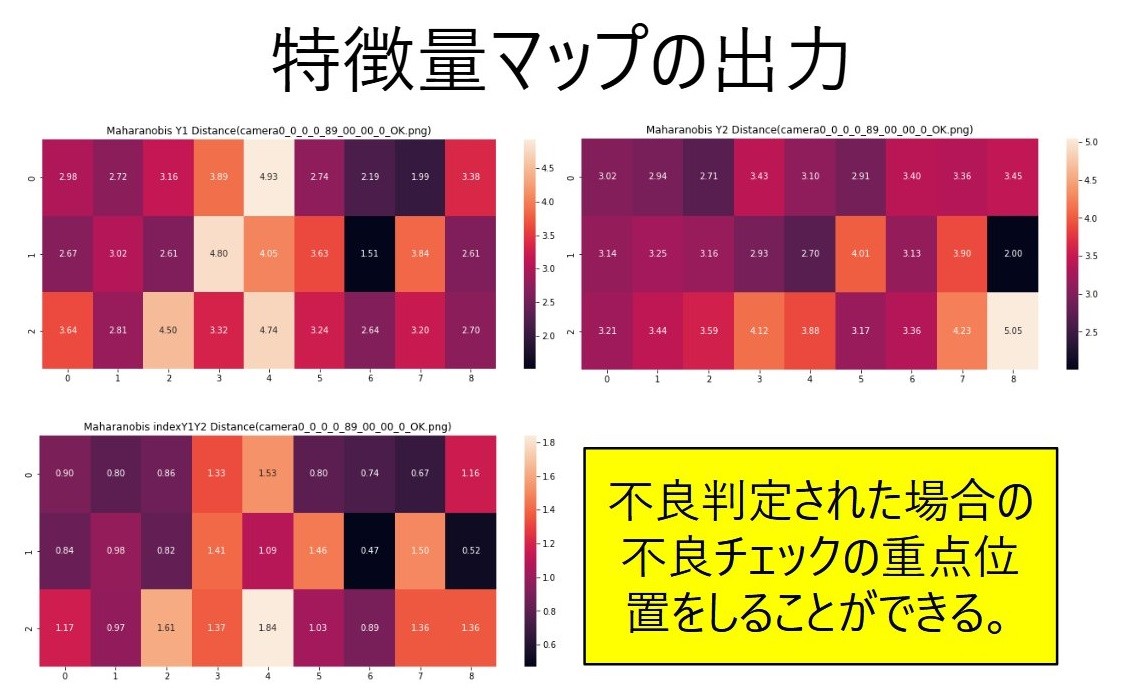 特徴量マップの出力
Maharanobis Y1 Distance(camera0_0_0_0_89_00_00_0_OK.png)
0 2.98 2.72 3.16 3.89 4.93 2.74 2.19 1.99 3.38
1 2.67 3.02 2.61 4.80 4.05 3.63 1.51 3.84 2.61
2 3.64 2.81 4.50 3.32 4.74 3.24 2.64 3.20 2.70
0 1 2 3 4 5 6 7 8
4.5
4.0
3.5
3.0
2.5
2.0
Maharanobis Y2 Distance(camera0_0_0_0_89_00_00_0_OK.png)
0 3.02 2.94 2.71 3.43 3.10 2.91 3.40 3.36 3.45
1 3.14 3.25 3.16 2.93 2.70 4.01 3.13 3.90 2.00
2 3.21 3.44 3.59 4.12 3.88 3.17 3.36 4.23 5.05
0 1 2 3 4 5 6 7 8
5.0
4.5
4.0
3.5
3.0
2.5
Maharanobis indexY1Y2 Distance(camera0_0_0_0_89_00_00_0_OK.png)
0 0.90 0.80 0.86 1.33 1.53 0.80 0.74 0.67 1.16
1 0.84 0.98 0.82 1.41 1.09 1.46 0.47 1.50 0.52
2 1.17 0.97 1.61 1.37 1.84 1.03 0.89 1.36 1.36
0 1 2 3 4 5 6 7 8
1.8
1.6
1.4
1.2
1.0
0.8
0.6
不良判定された場合の
不良チェックの重点位
置をしることができる。